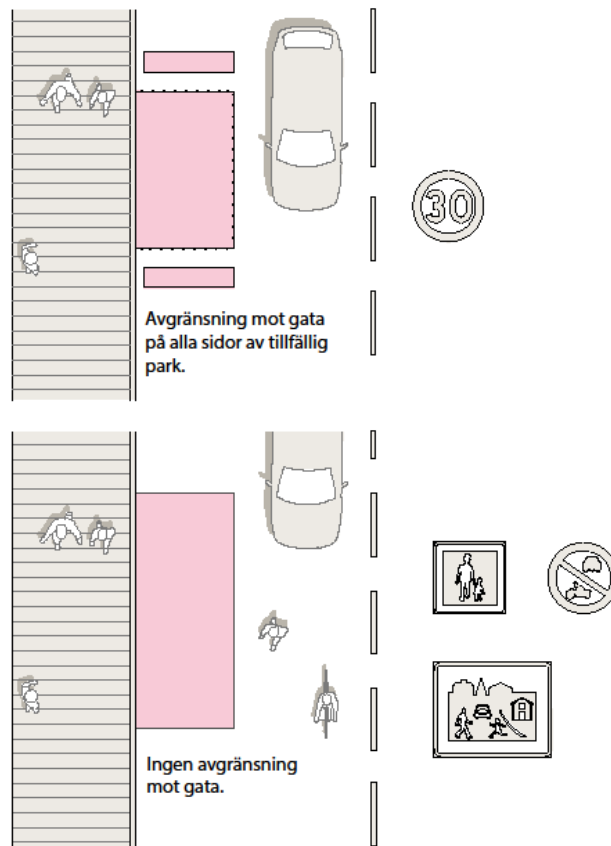 30
Avgränsning mot gata
på alla sidor av tillfällig
park.
Ingen avgränsning
mot gata.